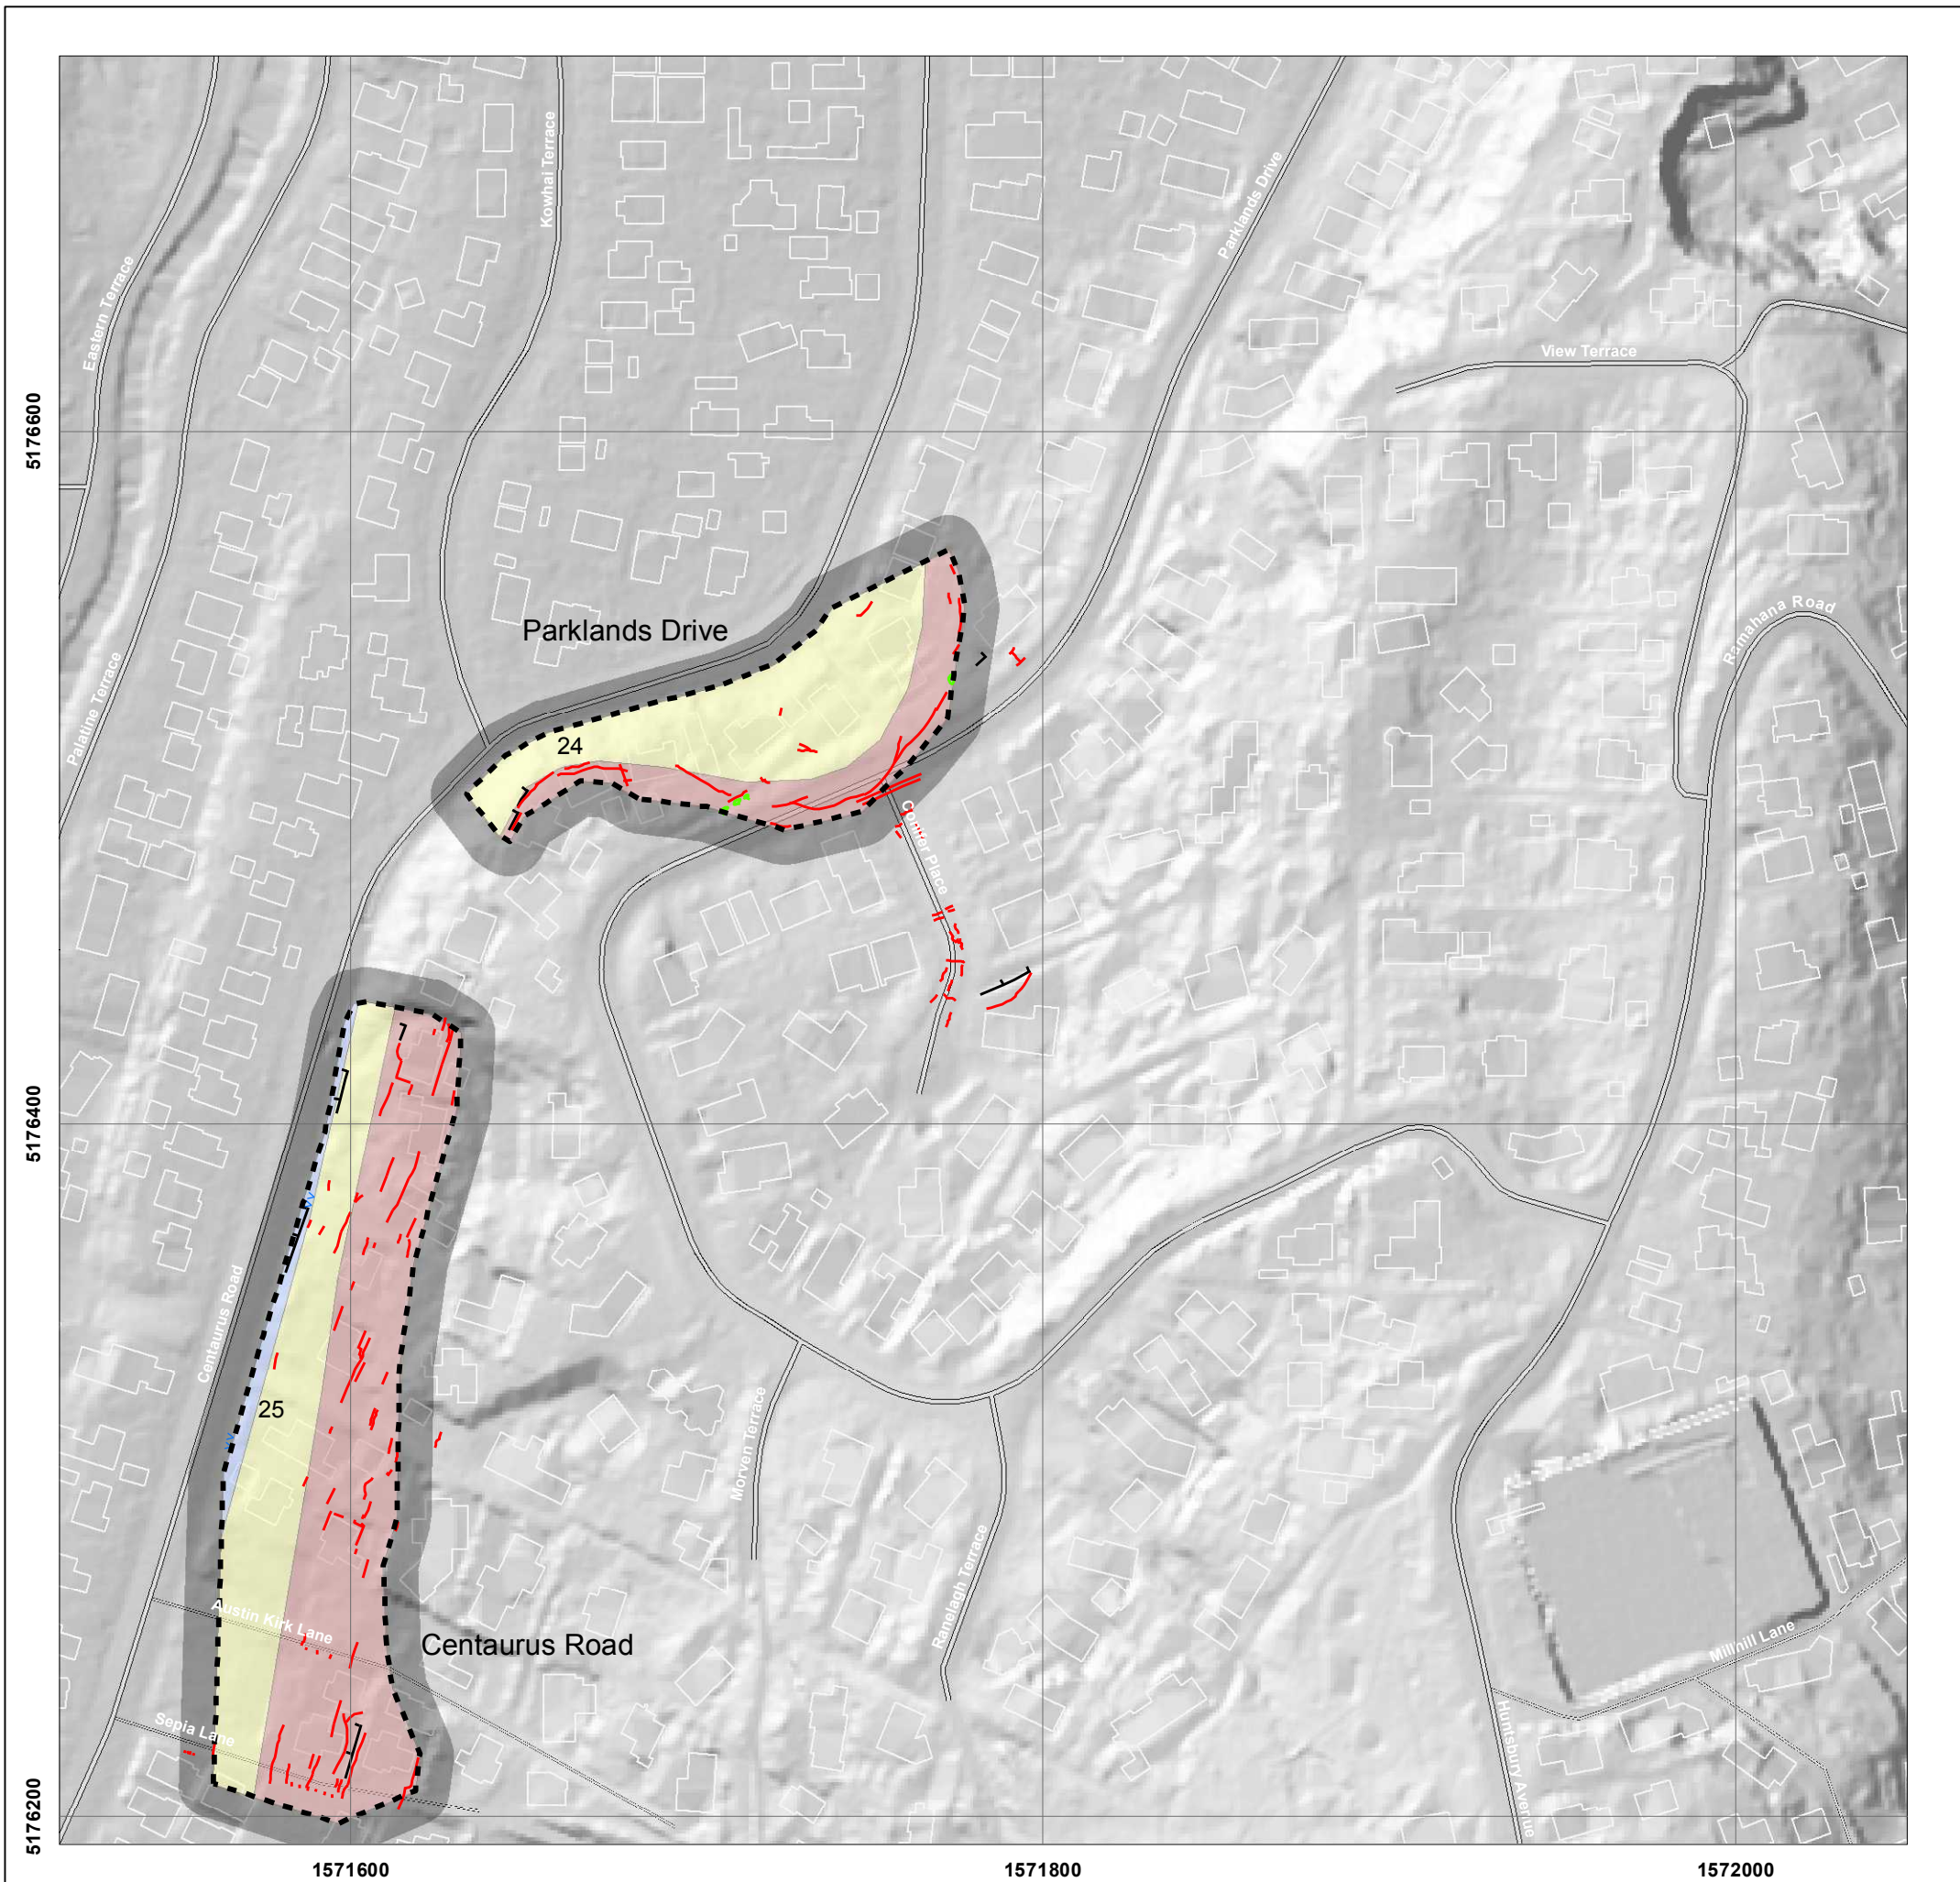 Kowhai Terrace
Parklands Drive
Eastern Terrace
View Terrace
5176600
Ramahana Road
Parklands Drive
Palatine Terrace
24
Conifer Place
5176400
Centaurus Road
25
Morven Terrace
Ranelagh Terrace
Austin Kirk Lane
Centaurus Road
Millhill Lane
Sepia Lane
Huntsbury Avenue
5176200
1571600
1571800
1572000